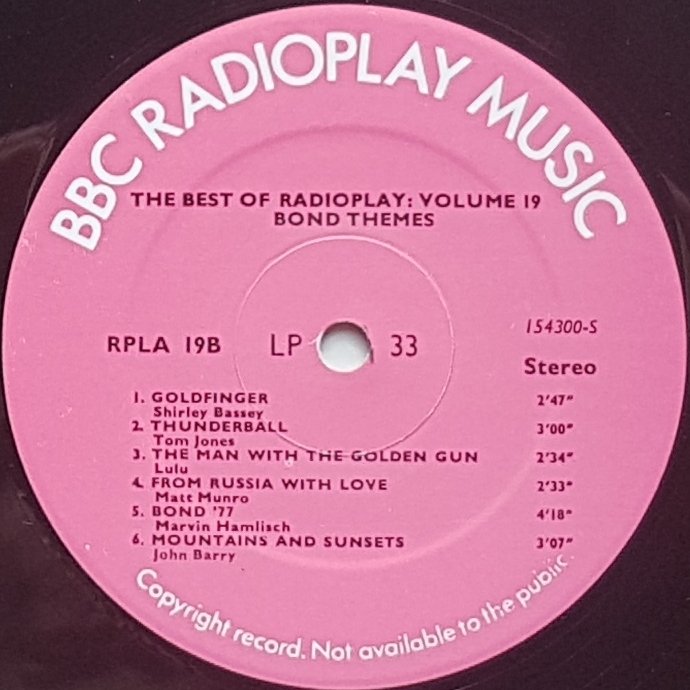 BBC RADIOPLAY MUSIC
THE BEST OF RADIOPLAY: VOLUME 19
BOND THEMES
154300-S
RPLA 19B LP 33
Stereo
1. GOLDFINGER 2'47"
Shirley Bassey
2. THUNDERBALL 3'00"
Tom Jones
3. THE MAN WITH THE GOLDEN GUN 2'34"
Lulu
4. FROM RUSSIA WITH LOVE 2'33"
Matt Munro
5. BOND '77 4'18"
Marvin Hamlisch
6. MOUNTAINS AND SUNSETS 3'07"
John Barry
Copyright record. Not available to the public.